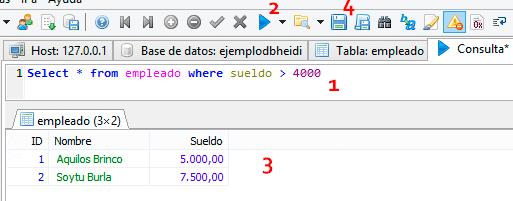 2
4
Host: 127.0.0.1 Base de datos: ejemplodbheidi Tabla: empleado Consulta*
1 Select * from empleado where sueldo > 4000
1
empleado (3×2)
ID Nombre Sueldo
1 Aquilos Brinco 5.000,00
2 Soytu Burla 7.500,00
3